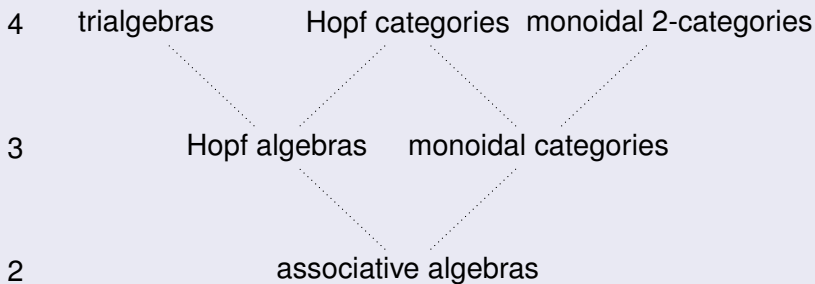 4 trialgebras Hopf categories monoidal 2-categories
3 Hopf algebras monoidal categories
2 associative algebras